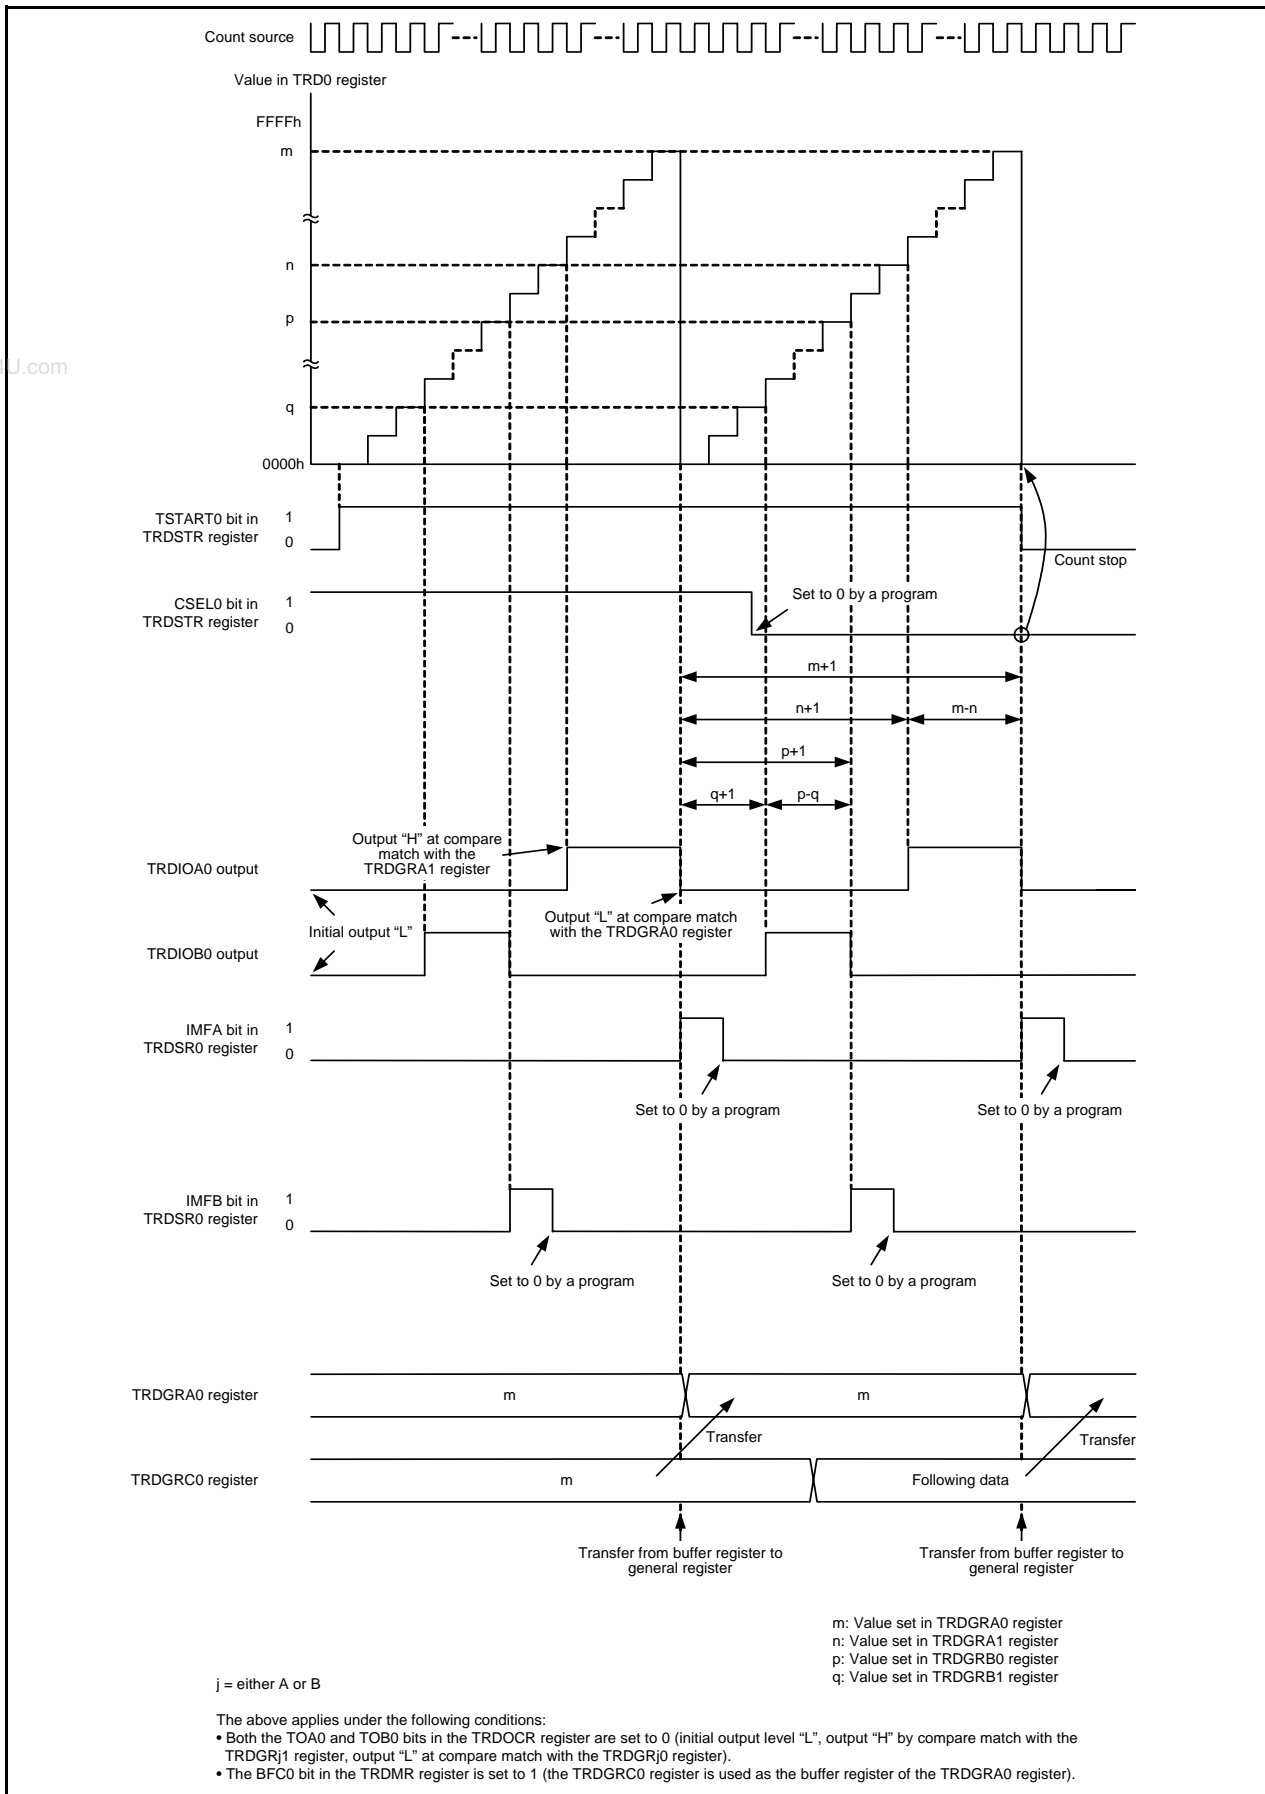 Count source
Value in TRD0 register
FFFFh
m
n
p
4U.com
q
0000h
TSTART0 bit in
TRDSTR register
1
0
Count stop
CSEL0 bit in
TRDSTR register
1
0
Set to 0 by a program
m+1
n+1
m-n
p+1
q+1
p-q
Output “H” at compare
match with the
TRDGRA1 register
TRDIOA0 output
Output “L” at compare match
with the TRDGRA0 register
Initial output “L”
TRDIOB0 output
IMFA bit in
TRDSR0 register
1
0
Set to 0 by a program
Set to 0 by a program
IMFB bit in
TRDSR0 register
1
0
Set to 0 by a program
Set to 0 by a program
TRDGRA0 register
m
m
Transfer
Transfer
TRDGRC0 register
m
Following data
Transfer from buffer register to
general register
Transfer from buffer register to
general register
m: Value set in TRDGRA0 register
n: Value set in TRDGRA1 register
p: Value set in TRDGRB0 register
q: Value set in TRDGRB1 register
j = either A or B
The above applies under the following conditions:
• Both the TOA0 and TOB0 bits in the TRDOCR register are set to 0 (initial output level “L”, output “H” by compare match with the
TRDGRj1 register, output “L” at compare match with the TRDGRj0 register).
• The BFC0 bit in the TRDMR register is set to 1 (the TRDGRC0 register is used as the buffer register of the TRDGRA0 register).